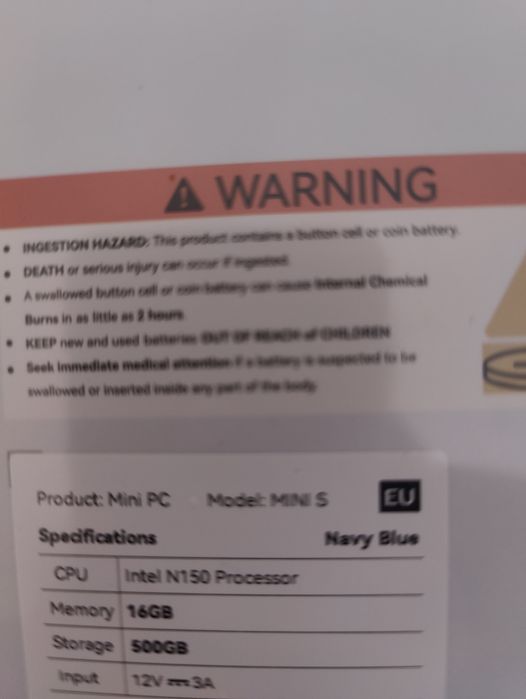 WARNING
• INGESTION HAZARD: This product contains a button cell or coin battery.
• DEATH or serious injury can occur if ingested.
• A swallowed button cell or coin battery can cause Internal Chemical
Burns in as little as 2 hours.
• KEEP new and used batteries OUT OF REACH of CHILDREN
• Seek immediate medical attention if a battery is suspected to be
swallowed or inserted inside any part of the body.
Product: Mini PC Model: MINI S EU
Specifications Navy Blue
CPU Intel N150 Processor
Memory 16GB
Storage 500GB
Input 12V⎓3A